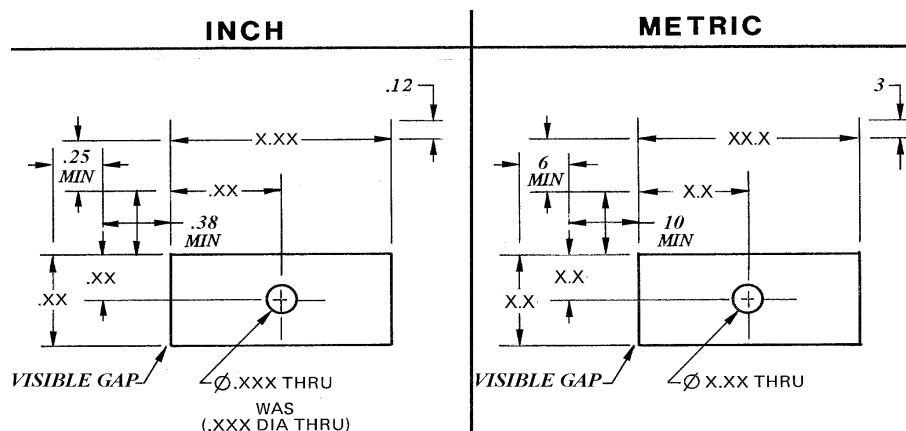 INCH
.12
X.XX
.25
MIN
.XX
.38
MIN
.XX
.XX
VISIBLE GAP
Ø .XXX THRU
WAS
(.XXX DIA THRU)
METRIC
3
XX.X
6
MIN
X.X
10
MIN
X.X
X.X
VISIBLE GAP
Ø X.XX THRU